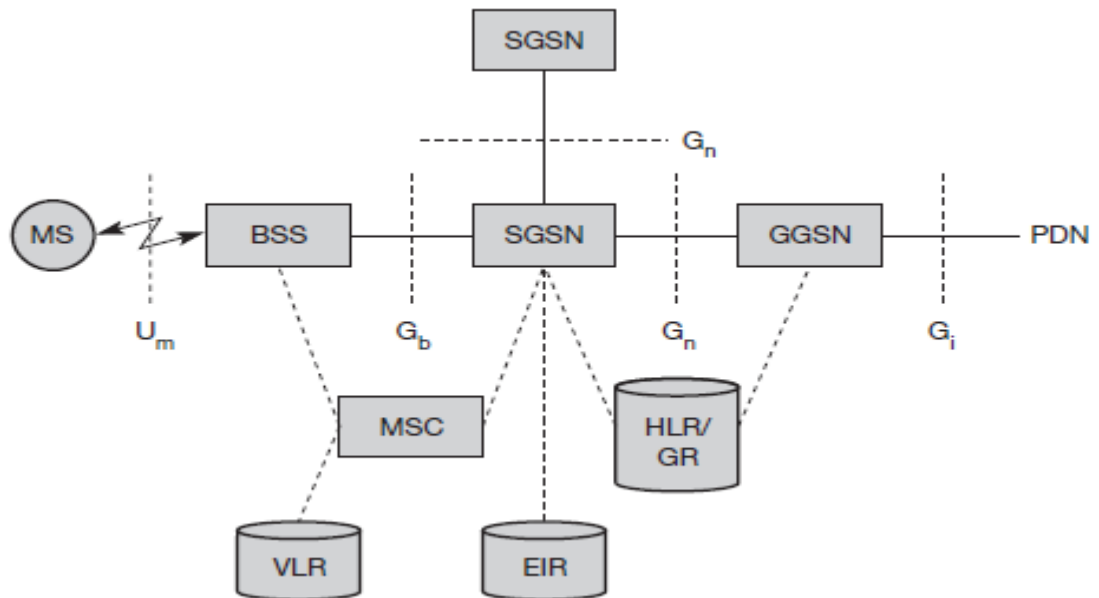 SGSN
Gn
MS
BSS
SGSN
GGSN
PDN
Um
Gb
Gn
Gi
MSC
HLR/
GR
VLR
EIR